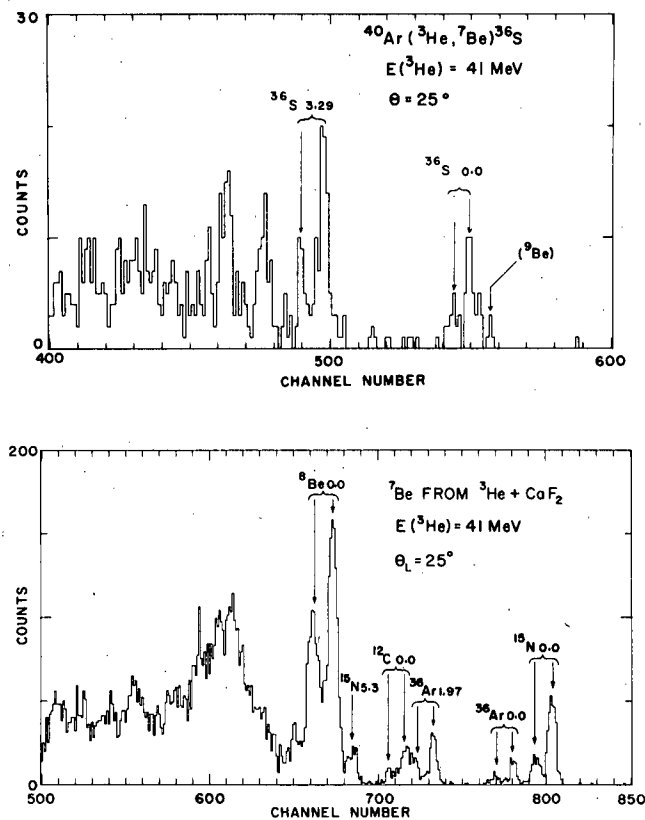 30
⁴⁰Ar(³He,⁷Be)³⁶S
E(³He) = 41 MeV
θ = 25°
³⁶S 3.29
³⁶S 0.0
(⁹Be)
COUNTS
0
400 500 600
CHANNEL NUMBER
200
⁸Be 0.0
⁷Be FROM ³He + CaF₂
E(³He) = 41 MeV
θL = 25°
¹⁵N 5.3
¹²C 0.0
³⁶Ar 1.97
³⁶Ar 0.0
¹⁵N 0.0
COUNTS
0
500 600 700 800 850
CHANNEL NUMBER